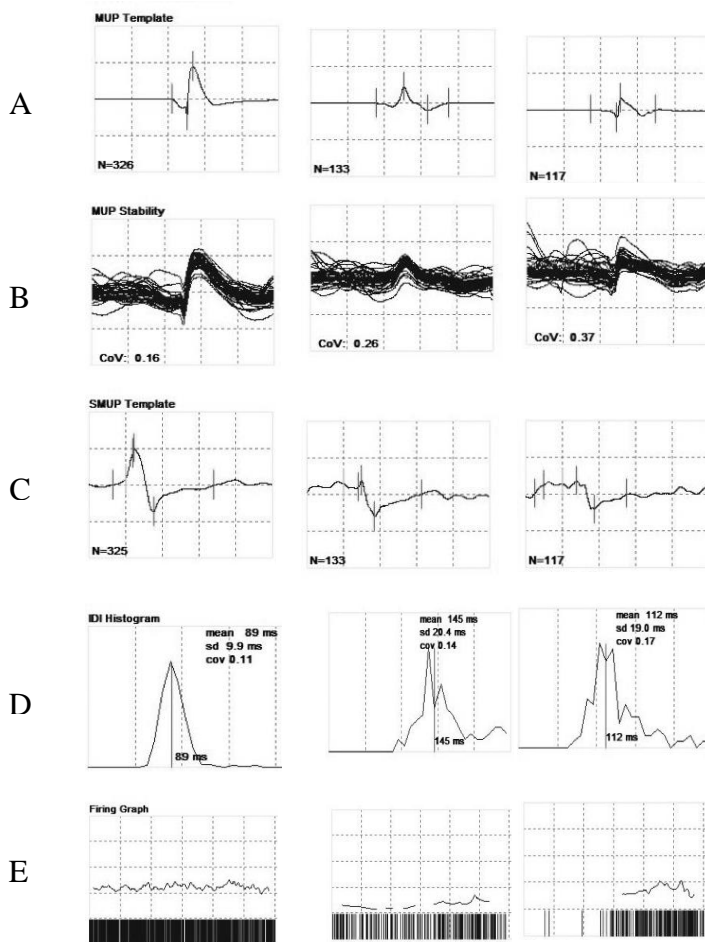 MUP Template
A
N=326
N=133
N=117
MUP Stability
B
CoV: 0.16
CoV: 0.26
CoV: 0.37
SMUP Template
C
N=325
N=133
N=117
IDI Histogram
D
mean 89 ms
sd 9.9 ms
cov 0.11
89 ms
mean 145 ms
sd 20.4 ms
cov 0.14
145 ms
mean 112 ms
sd 19.0 ms
cov 0.17
112 ms
Firing Graph
E